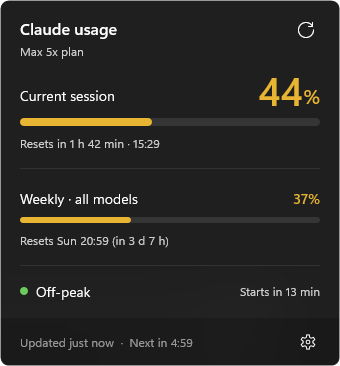 Claude usage
Max 5x plan
Current session 44%
Resets in 1 h 42 min · 15:29
Weekly · all models 37%
Resets Sun 20:59 (in 3 d 7 h)
Off-peak Starts in 13 min
Updated just now · Next in 4:59